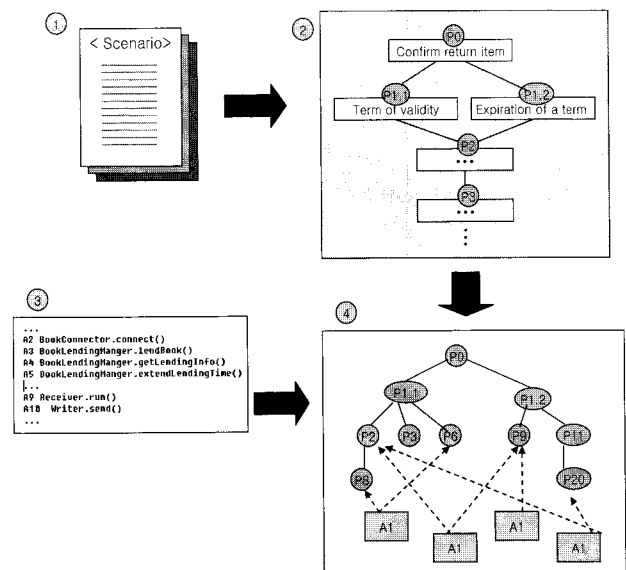 1
< Scenario>
2
P0
Confirm return item
P1.1
P1.2
Term of validity
Expiration of a term
P2
•••
P3
•••
3
...
A2 BookConnector.connect()
A3 BookLendingManger.lendBook()
A4 BookLendingManger.getLendingInfo()
A5 BookLendingManger.extendLendingTime()
...
A9 Receiver.run()
A10 Writer.send()
...
4
P0
P1.1
P1.2
P2
P3
P6
P9
P11
P8
P20
A1
A1
A1
A1